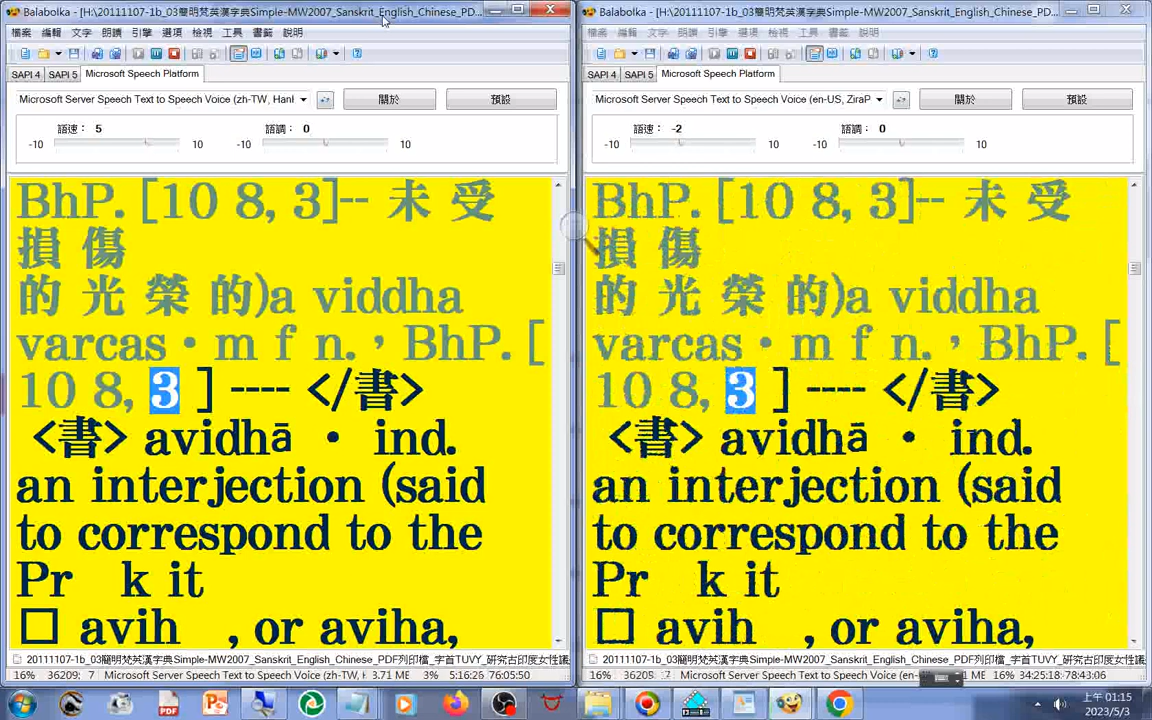 Balabolka - [H:\20111107-1b_03簡明梵英漢字典Simple-MW2007_Sanskrit_English_Chinese_PD...
檔案 編輯 文字 朗讀 引擎 選項 檢視 工具 書籤 說明
SAPI 4 SAPI 5 Microsoft Speech Platform
Microsoft Server Speech Text to Speech Voice (zh-TW, HanI 關於 預設
語速： 5 語調： 0
-10 10 -10 10
BhP. [10 8, 3]-- 未 受
損 傷
的 光 榮 的)a viddha
varcas • m f n. , BhP. [
10 8, 3 ] ---- </書>
<書> avidhā • ind.
an interjection (said
to correspond to the
Pr k it
□ avih , or aviha,
20111107-1b_03簡明梵英漢字典Simple-MW2007_Sanskrit_English_Chinese_PDF列印檔_字首TUVY_研究古印度女性議
16% 36209; 7 Microsoft Server Speech Text to Speech Voice (zh-TW, 3.71 ME 3% 5:16:26 76:05:50
Balabolka - [H:\20111107-1b_03簡明梵英漢字典Simple-MW2007_Sanskrit_English_Chinese_PD...
檔案 編輯 文字 朗讀 引擎 選項 檢視 工具 書籤 說明
SAPI 4 SAPI 5 Microsoft Speech Platform
Microsoft Server Speech Text to Speech Voice (en-US, ZiraP 關於 預設
語速： -2 語調： 0
-10 10 -10 10
BhP. [10 8, 3]-- 未 受
損 傷
的 光 榮 的)a viddha
varcas • m f n. , BhP. [
10 8, 3 ] ---- </書>
<書> avidhā • ind.
an interjection (said
to correspond to the
Pr k it
□ avih , or aviha,
20111107-1b_03簡明梵英漢字典Simple-MW2007_Sanskrit_English_Chinese_PDF列印檔_字首TUVY_研究古印度女性議
16% Microsoft Server Speech Text to Speech Voice (en-US, ME 16% 34:25:18 78:43:06
上午 01:15
2023/5/3